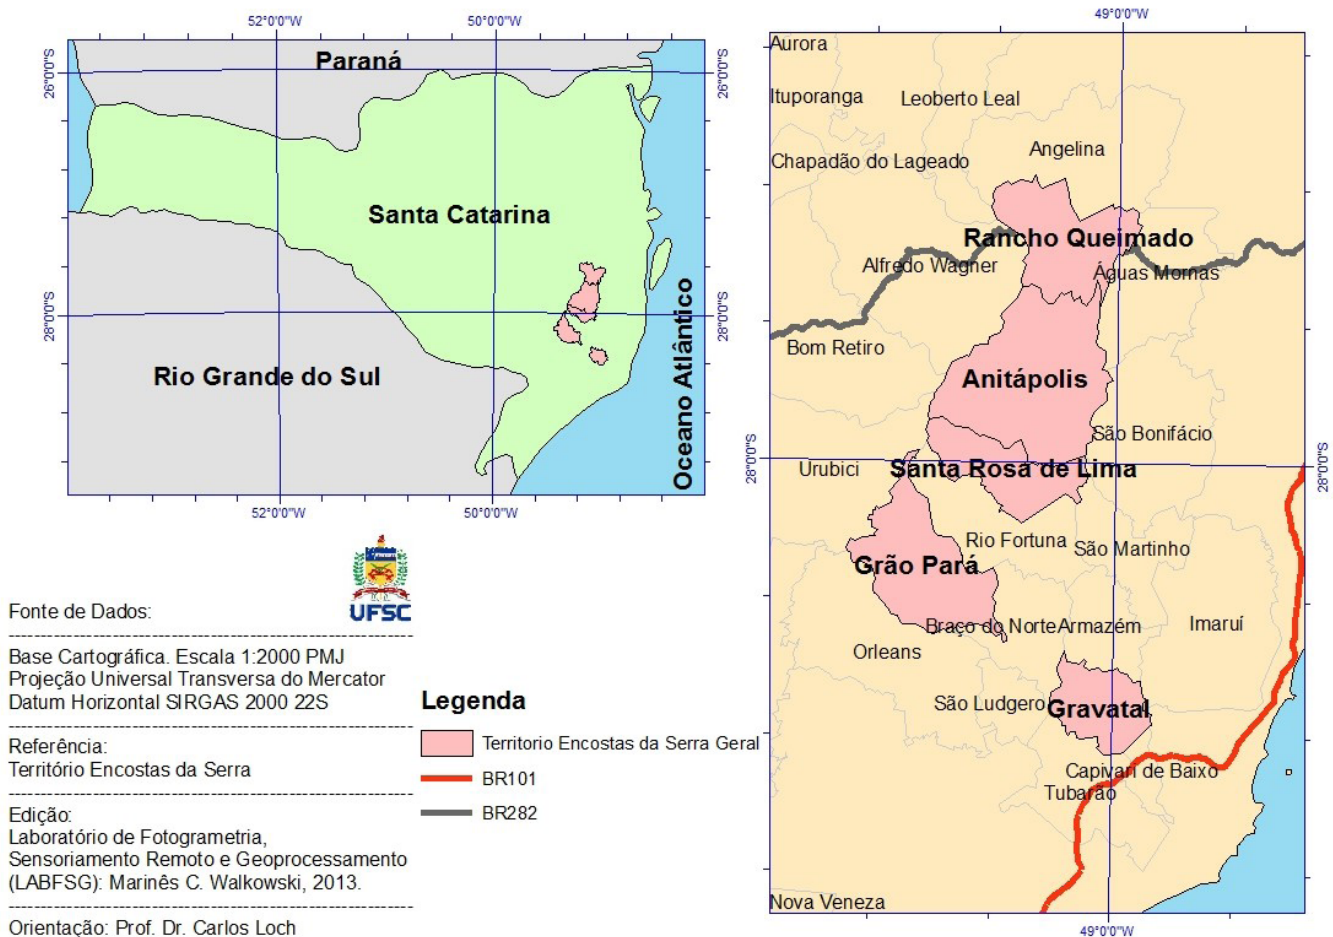 52°0'0"W
50°0'0"W
26°0'0"S
26°0'0"S
Paraná
Santa Catarina
28°0'0"S
28°0'0"S
Rio Grande do Sul
Oceano Atlântico
52°0'0"W
50°0'0"W
49°0'0"W
Aurora
Ituporanga
Leoberto Leal
Angelina
Chapadão do Lageado
Rancho Queimado
Alfredo Wagner
Águas Mornas
Bom Retiro
Anitápolis
São Bonifácio
28°0'0"S
28°0'0"S
Urubici
Santa Rosa de Lima
Rio Fortuna
São Martinho
Grão Pará
Braço do Norte
Armazém
Imaruí
Orleans
São Ludgero
Gravatal
Capivari de Baixo
Tubarão
Nova Veneza
49°0'0"W
UFSC
Fonte de Dados:
Base Cartográfica. Escala 1:2000 PMJ
Projeção Universal Transversa do Mercator
Datum Horizontal SIRGAS 2000 22S
Referência:
Território Encostas da Serra
Edição:
Laboratório de Fotogrametria,
Sensoriamento Remoto e Geoprocessamento
(LABFSG): Marinês C. Walkowski, 2013.
Orientação: Prof. Dr. Carlos Loch
Legenda
Territorio Encostas da Serra Geral
BR101
BR282